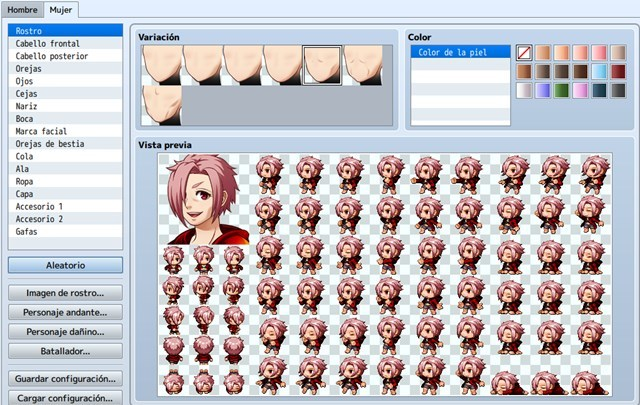 Hombre
Mujer
Rostro
Cabello frontal
Cabello posterior
Orejas
Ojos
Cejas
Nariz
Boca
Marca facial
Orejas de bestia
Cola
Ala
Ropa
Capa
Accesorio 1
Accesorio 2
Gafas
Aleatorio
Imagen de rostro...
Personaje andante...
Personaje dañino...
Batallador...
Guardar configuración...
Cargar configuración...
Variación
Color
Color de la piel
Vista previa